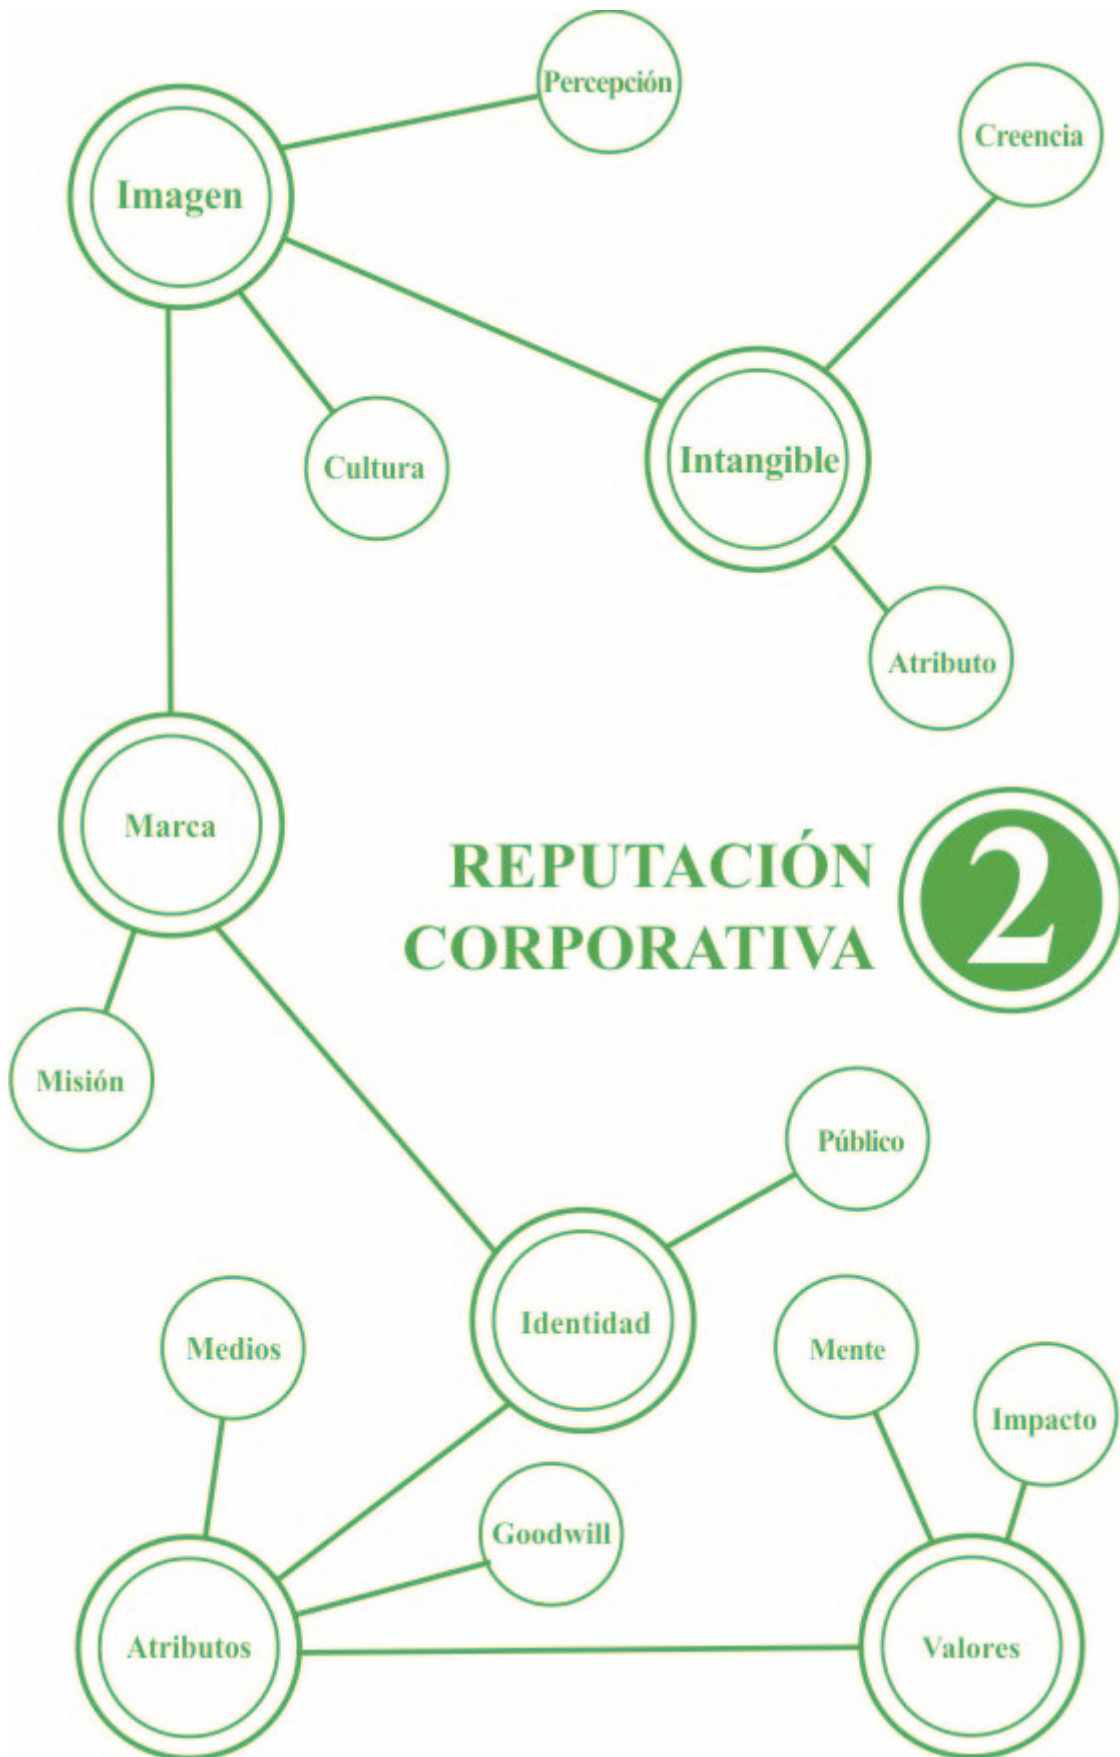 Percepción
Creencia
Imagen
Cultura
Intangible
Atributo
Marca
REPUTACIÓN
CORPORATIVA
2
Misión
Público
Identidad
Medios
Mente
Impacto
Goodwill
Atributos
Valores